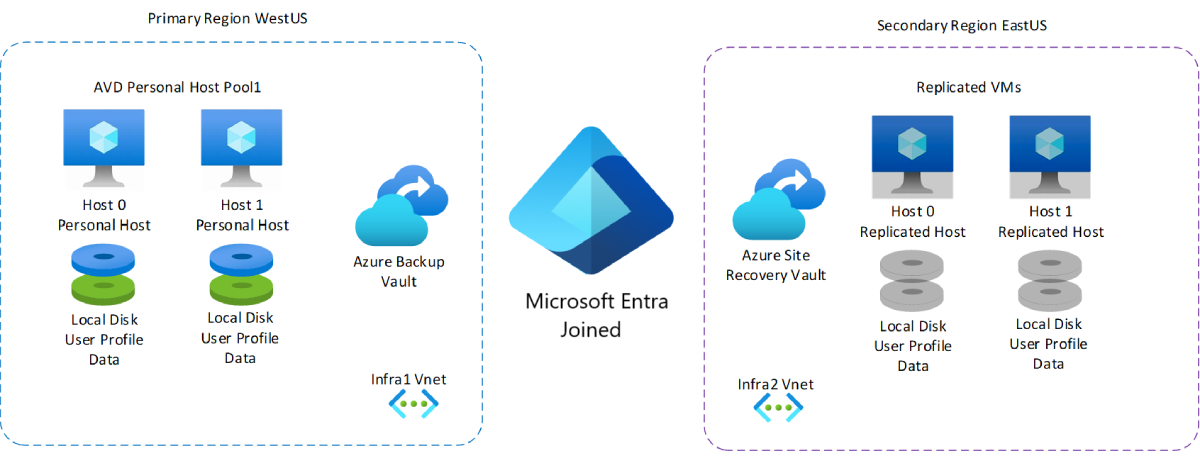 Primary Region WestUS
AVD Personal Host Pool1
Host 0
Personal Host
Host 1
Personal Host
Local Disk
User Profile
Data
Local Disk
User Profile
Data
Azure Backup
Vault
Infra1 Vnet
Microsoft Entra
Joined
Secondary Region EastUS
Replicated VMs
Azure Site
Recovery Vault
Host 0
Replicated Host
Host 1
Replicated Host
Local Disk
User Profile
Data
Local Disk
User Profile
Data
Infra2 Vnet